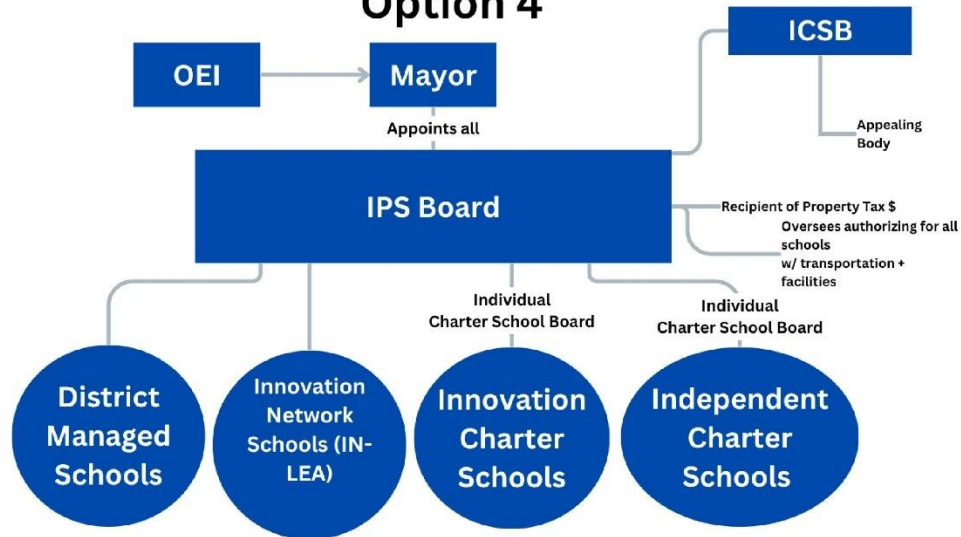 Option 4
OEI
Mayor
ICSB
Appoints all
Appealing
Body
IPS Board
Recipient of Property Tax $
Oversees authorizing for all
schools
w/ transportation +
facilities
Individual
Charter School Board
Individual
Charter School Board
District
Managed
Schools
Innovation
Network
Schools (IN-
LEA)
Innovation
Charter
Schools
Independent
Charter
Schools